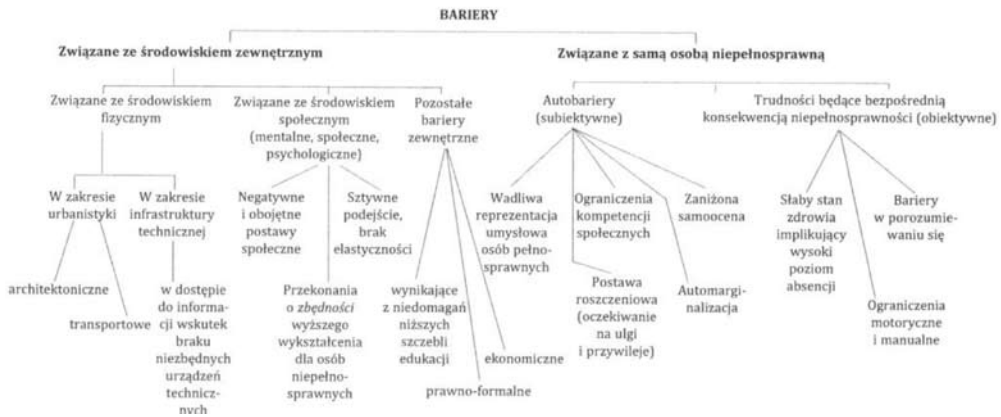 BARIERY
Związane ze środowiskiem zewnętrznym
Związane z samą osobą niepełnosprawną
Związane ze środowiskiem
fizycznym
Związane ze środowiskiem
społecznym
(mentalne, społeczne,
psychologiczne)
Pozostałe
bariery
zewnętrzne
Autobariery
(subiektywne)
Trudności będące bezpośrednią
konsekwencją niepełnosprawności (obiektywne)
W zakresie
urbanistyki
W zakresie
infrastruktury
technicznej
Negatywne
i obojętne
postawy
społeczne
Sztywne
podejście,
brak
elastyczności
Wadliwa
reprezentacja
umysłowa
osób pełno-
sprawnych
Ograniczenia
kompetencji
społecznych
Zaniżona
samoocena
Słaby stan
zdrowia
implikujący
wysoki
poziom
absencji
Bariery
w porozumie-
waniu się
architektoniczne
transportowe
w dostępie
do informa-
cji wskutek
braku
niezbędnych
urządzeń
technicz-
nych
Przekonania
o zbędności
wyższego
wykształcenia
dla osób
niepełno-
sprawnych
wynikające
z niedomagań
niższych
szczebli
edukacji
prawno-formalne
ekonomiczne
Postawa
roszczeniowa
(oczekiwanie
na ulgi
i przywileje)
Automargi-
nalizacja
Ograniczenia
motoryczne
i manualne